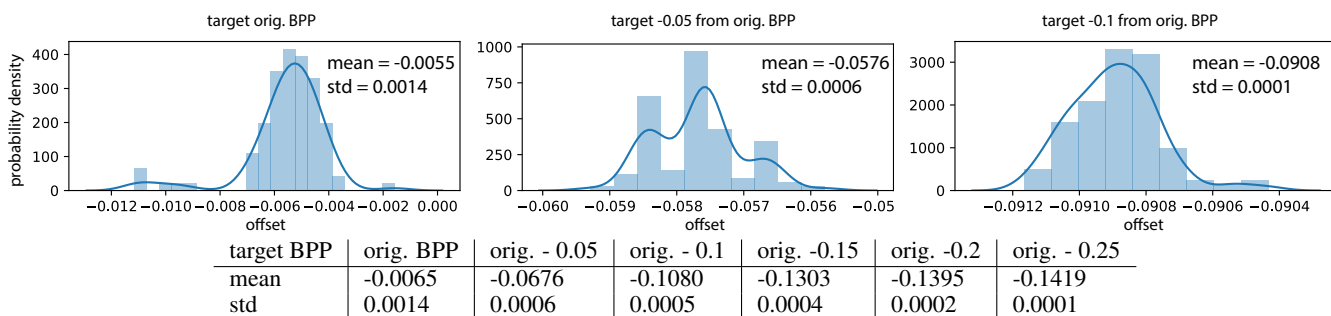 target orig. BPP
probability density
400
300
200
100
0
mean = -0.0055
std = 0.0014
−0.012 −0.010 −0.008 −0.006 −0.004 −0.002 0.000
offset
target -0.05 from orig. BPP
1000
750
500
250
0
mean = -0.0576
std = 0.0006
−0.060 −0.059 −0.058 −0.057 −0.056 −0.05
offset
target -0.1 from orig. BPP
3000
2000
1000
0
mean = -0.0908
std = 0.0001
−0.0912 −0.0910 −0.0908 −0.0906 −0.0904
offset
target BPP orig. BPP orig. - 0.05 orig. - 0.1 orig. -0.15 orig. -0.2 orig. - 0.25
mean -0.0065 -0.0676 -0.1080 -0.1303 -0.1395 -0.1419
std 0.0014 0.0006 0.0005 0.0004 0.0002 0.0001